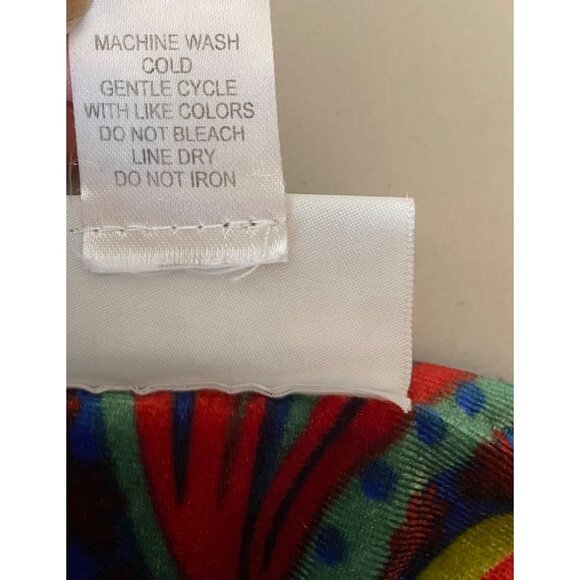 MACHINE WASH
COLD
GENTLE CYCLE
WITH LIKE COLORS
DO NOT BLEACH
LINE DRY
DO NOT IRON